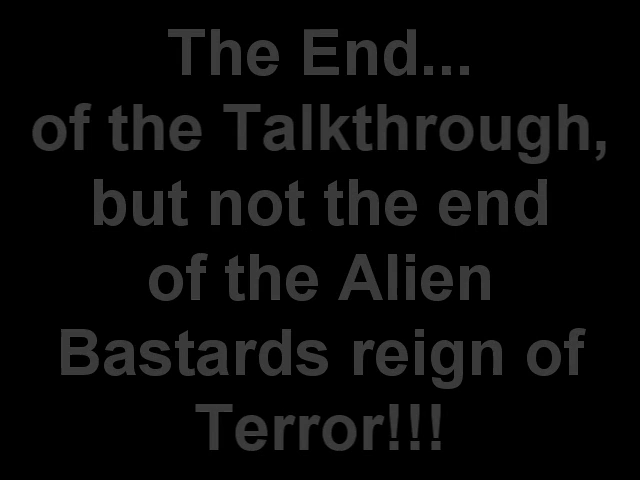 The End...
of the Talkthrough,
but not the end
of the Alien
Bastards reign of
Terror!!!